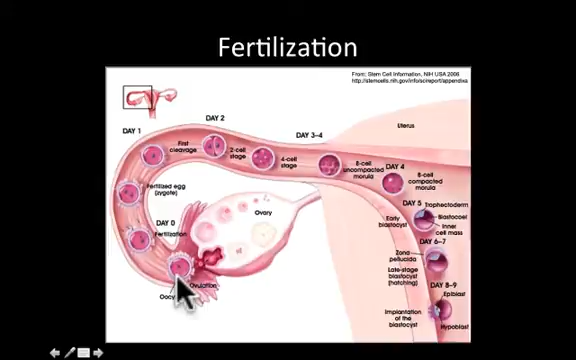 Fertilization
From: Stem Cell Information, NIH USA 2006
http://stemcells.nih.gov/info/scireport/appendixa
DAY 1
DAY 2
DAY 3–4
Uterus
First
cleavage
2-cell
stage
4-cell
stage
8-cell
uncompacted
morula
DAY 4
8-cell
compacted
morula
Fertilized egg
(zygote)
DAY 0
Fertilization
Ovary
Ovulation
DAY 5
Trophectoderm
Early
blastocyst
Blastocoel
Inner
cell mass
DAY 6–7
Zona
pellucida
Late-stage
blastocyst
(hatching)
DAY 8–9
Epiblast
Implantation
of the
blastocyst
Hypoblast